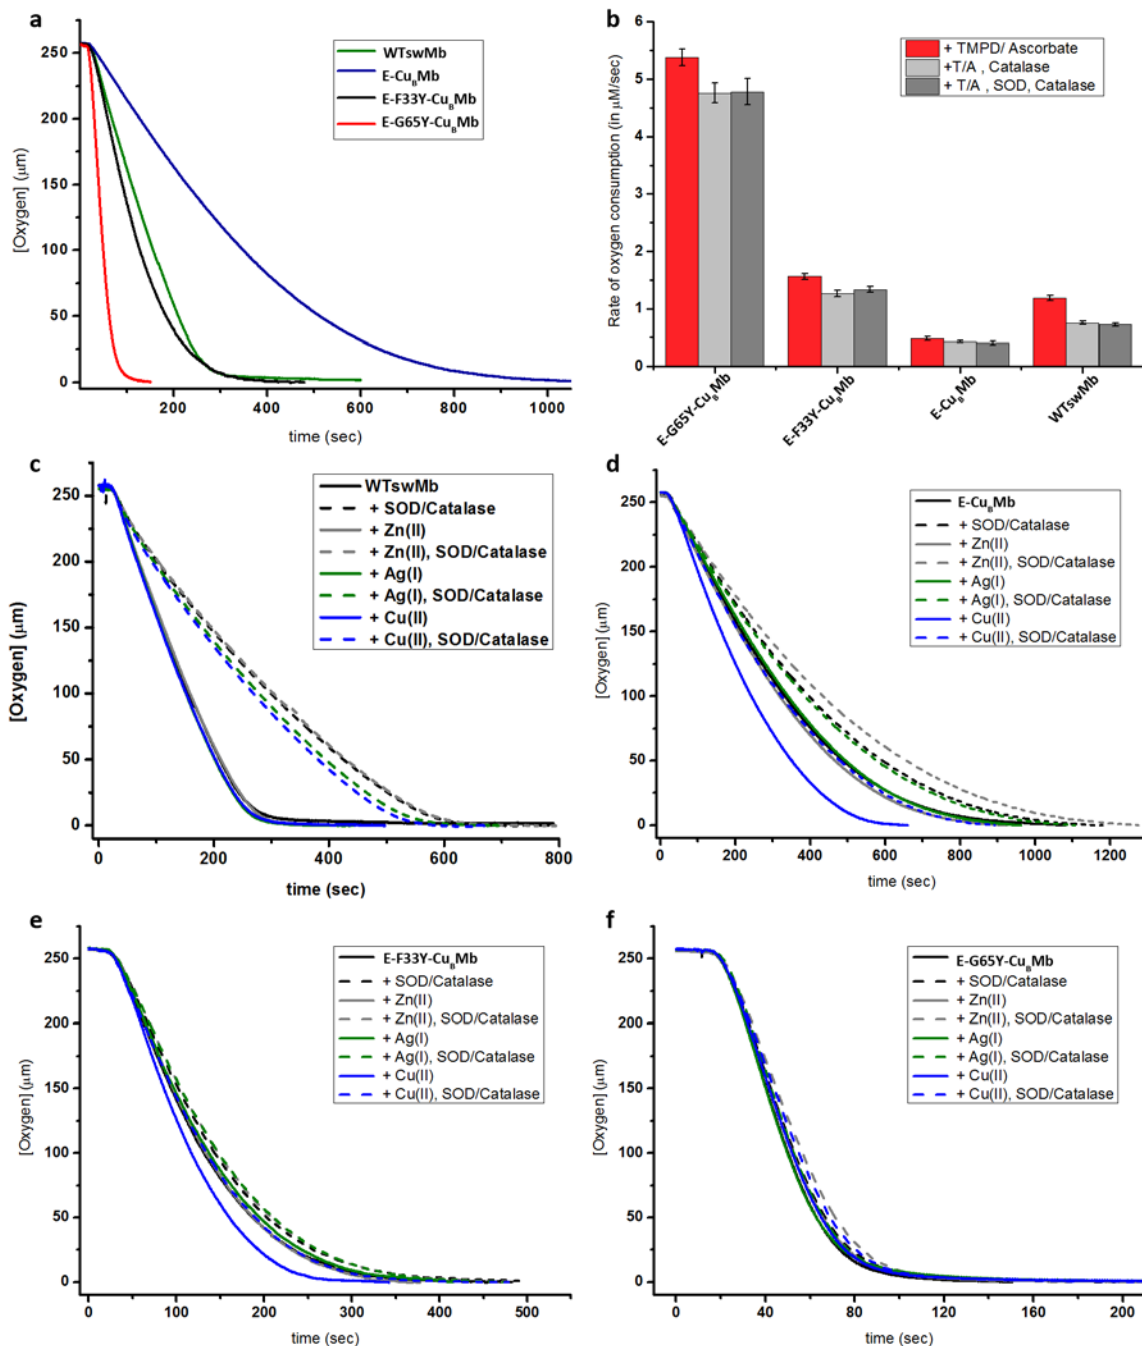 a
[Oxygen] (μm)
250
200
150
100
50
0
WTswMb
E-CuBMb
E-F33Y-CuBMb
E-G65Y-CuBMb
200 400 600 800 1000
time (sec)
b
Rate of oxygen consumption (in μM/sec)
6
5
4
3
2
1
0
+ TMPD/ Ascorbate
+T/A , Catalase
+ T/A , SOD, Catalase
E-G65Y-CuBMb E-F33Y-CuBMb E-CuBMb WTswMb
c
[Oxygen] (μm)
250
200
150
100
50
0
WTswMb
+ SOD/Catalase
+ Zn(II)
+ Zn(II), SOD/Catalase
+ Ag(I)
+ Ag(I), SOD/Catalase
+ Cu(II)
+ Cu(II), SOD/Catalase
0 200 400 600 800
time (sec)
d
[Oxygen] (μm)
250
200
150
100
50
0
E-CuBMb
+ SOD/Catalase
+ Zn(II)
+ Zn(II), SOD/Catalase
+ Ag(I)
+ Ag(I), SOD/Catalase
+ Cu(II)
+ Cu(II), SOD/Catalase
0 200 400 600 800 1000 1200
time (sec)
e
[Oxygen] (μm)
250
200
150
100
50
0
E-F33Y-CuBMb
+ SOD/Catalase
+ Zn(II)
+ Zn(II), SOD/Catalase
+ Ag(I)
+ Ag(I), SOD/Catalase
+ Cu(II)
+ Cu(II), SOD/Catalase
0 100 200 300 400 500
time (sec)
f
[Oxygen] (μm)
250
200
150
100
50
0
E-G65Y-CuBMb
+ SOD/Catalase
+ Zn(II)
+ Zn(II), SOD/Catalase
+ Ag(I)
+ Ag(I), SOD/Catalase
+ Cu(II)
+ Cu(II), SOD/Catalase
0 40 80 120 160 200
time (sec)